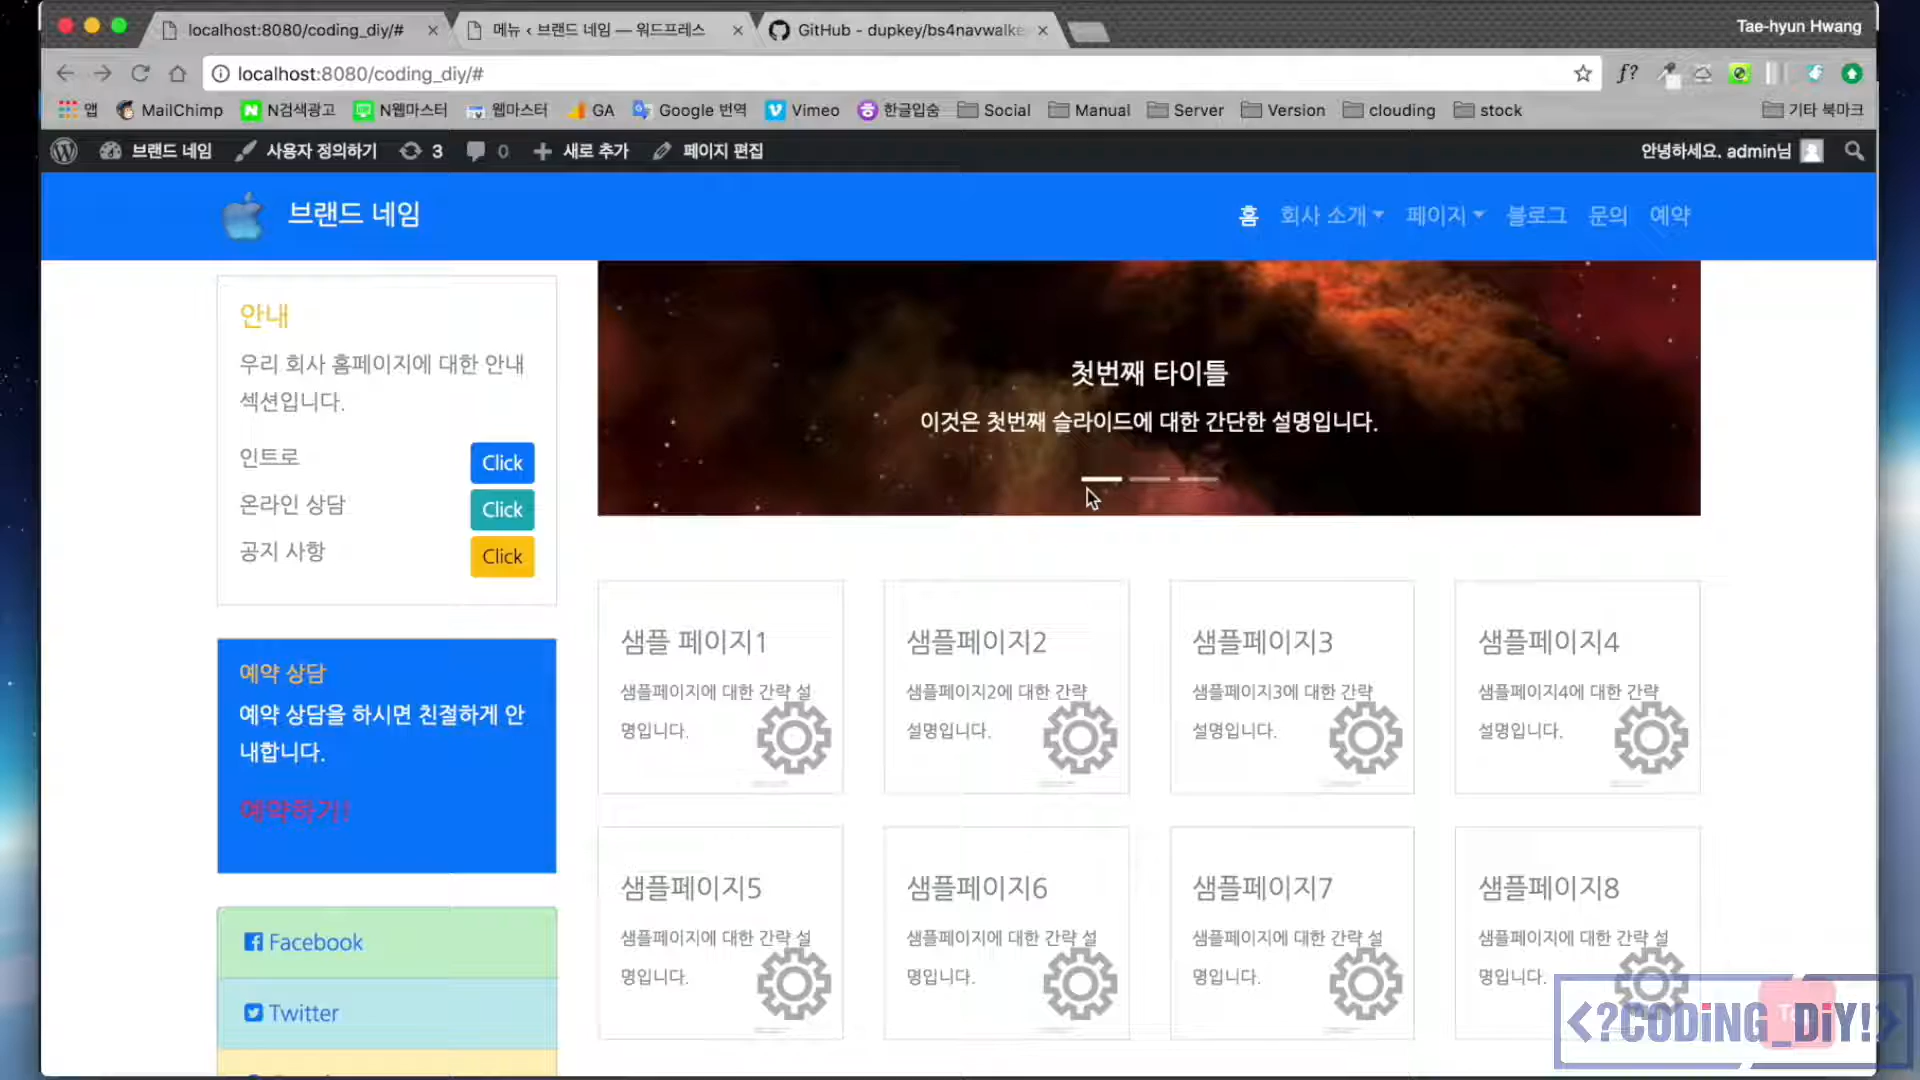 Tae-hyun Hwang
localhost:8080/coding_diy/#
메뉴 ‹ 브랜드 네임 — 워드프레스
GitHub - dupkey/bs4navwalke
localhost:8080/coding_diy/#
f?
앱 MailChimp N검색광고 N웹마스터 웹마스터 GA Google 번역 Vimeo 한글입숨 Social Manual Server Version clouding stock 기타 북마크
브랜드 네임 사용자 정의하기 3 0 새로 추가 페이지 편집 안녕하세요, admin님
브랜드 네임
홈 회사 소개 페이지 블로그 문의 예약
안내
우리 회사 홈페이지에 대한 안내
섹션입니다.
인트로 Click
온라인 상담 Click
공지 사항 Click
첫번째 타이틀
이것은 첫번째 슬라이드에 대한 간단한 설명입니다.
예약 상담
예약 상담을 하시면 친절하게 안
내합니다.
예약하기!
Facebook
Twitter
샘플 페이지1
샘플페이지에 대한 간략 설
명입니다.
샘플페이지2
샘플페이지2에 대한 간략
설명입니다.
샘플페이지3
샘플페이지3에 대한 간략
설명입니다.
샘플페이지4
샘플페이지4에 대한 간략
설명입니다.
샘플페이지5
샘플페이지에 대한 간략 설
명입니다.
샘플페이지6
샘플페이지에 대한 간략 설
명입니다.
샘플페이지7
샘플페이지에 대한 간략 설
명입니다.
샘플페이지8
샘플페이지에 대한 간략 설
명입니다.
<?CODiNG_DiY!>